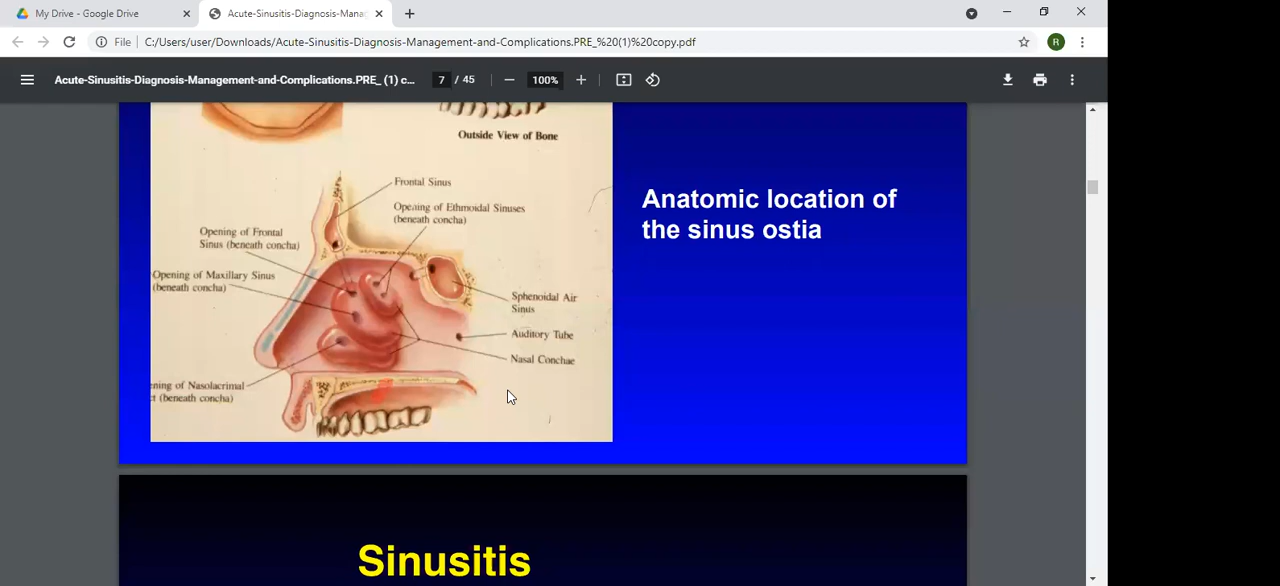 My Drive - Google Drive
Acute-Sinusitis-Diagnosis-Mana
File
C:/Users/user/Downloads/Acute-Sinusitis-Diagnosis-Management-and-Complications.PRE_%20(1)%20copy.pdf
R
Acute-Sinusitis-Diagnosis-Management-and-Complications.PRE_ (1) c...
7 / 45
100%
Outside View of Bone
Frontal Sinus
Opening of Ethmoidal Sinuses
(beneath concha)
Opening of Frontal
Sinus (beneath concha)
Opening of Maxillary Sinus
(beneath concha)
Sphenoidal Air
Sinus
Auditory Tube
Nasal Conchae
ning of Nasolacrimal
t (beneath concha)
Anatomic location of
the sinus ostia
Sinusitis